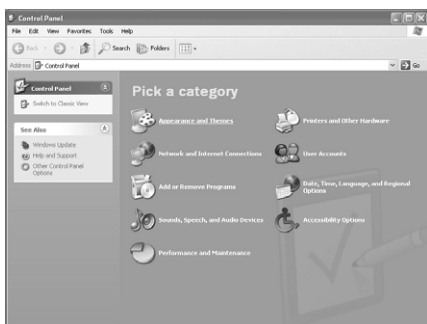 Control Panel
File Edit View Favorites Tools Help
Back Search Folders
Address Control Panel Go
Control Panel
Switch to Classic View
See Also
Windows Update
Help and Support
Other Control Panel
Options
Pick a category
Appearance and Themes
Printers and Other Hardware
Network and Internet Connections
User Accounts
Add or Remove Programs
Date, Time, Language, and Regional
Options
Sounds, Speech, and Audio Devices
Accessibility Options
Performance and Maintenance